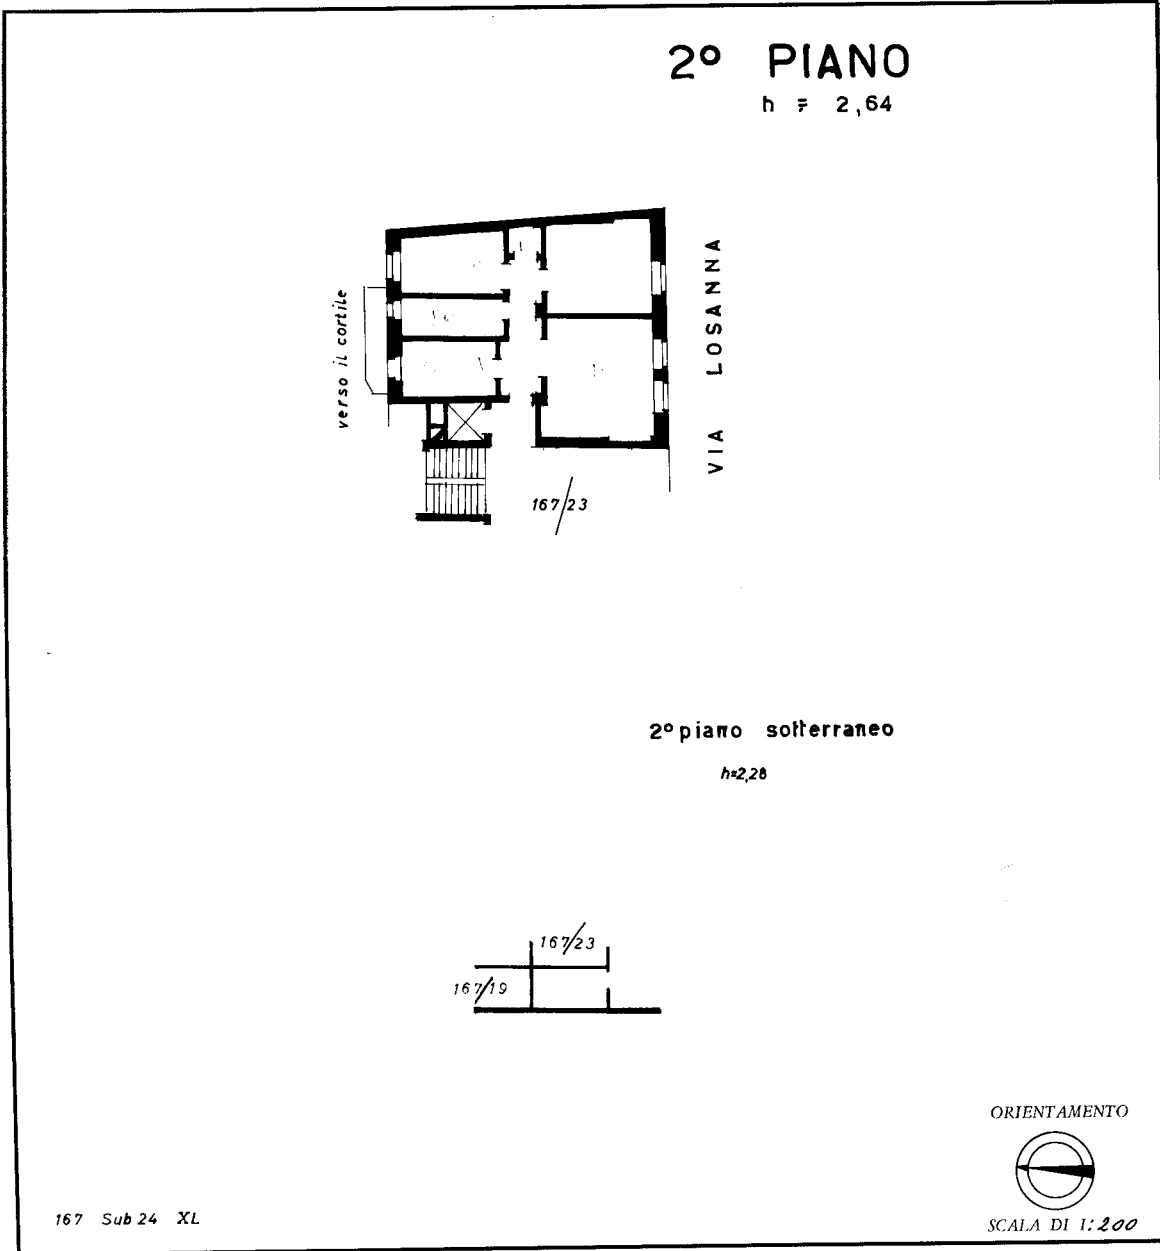 2° PIANO
h = 2,64
verso il cortile
VIA LOSANNA
167/23
2° piano sotterraneo
h=2,28
167/23
167/19
ORIENTAMENTO
SCALA DI 1:200
167 Sub 24 XL